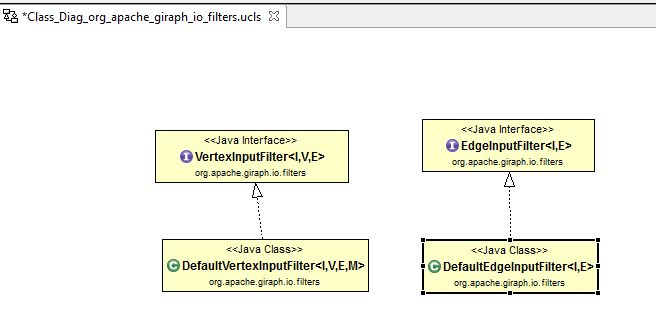 *Class_Diag_org_apache_giraph_io_filters.ucls
<<Java Interface>>
VertexInputFilter<I,V,E>
org.apache.giraph.io.filters
<<Java Interface>>
EdgeInputFilter<I,E>
org.apache.giraph.io.filters
<<Java Class>>
DefaultVertexInputFilter<I,V,E,M>
org.apache.giraph.io.filters
<<Java Class>>
DefaultEdgeInputFilter<I,E>
org.apache.giraph.io.filters